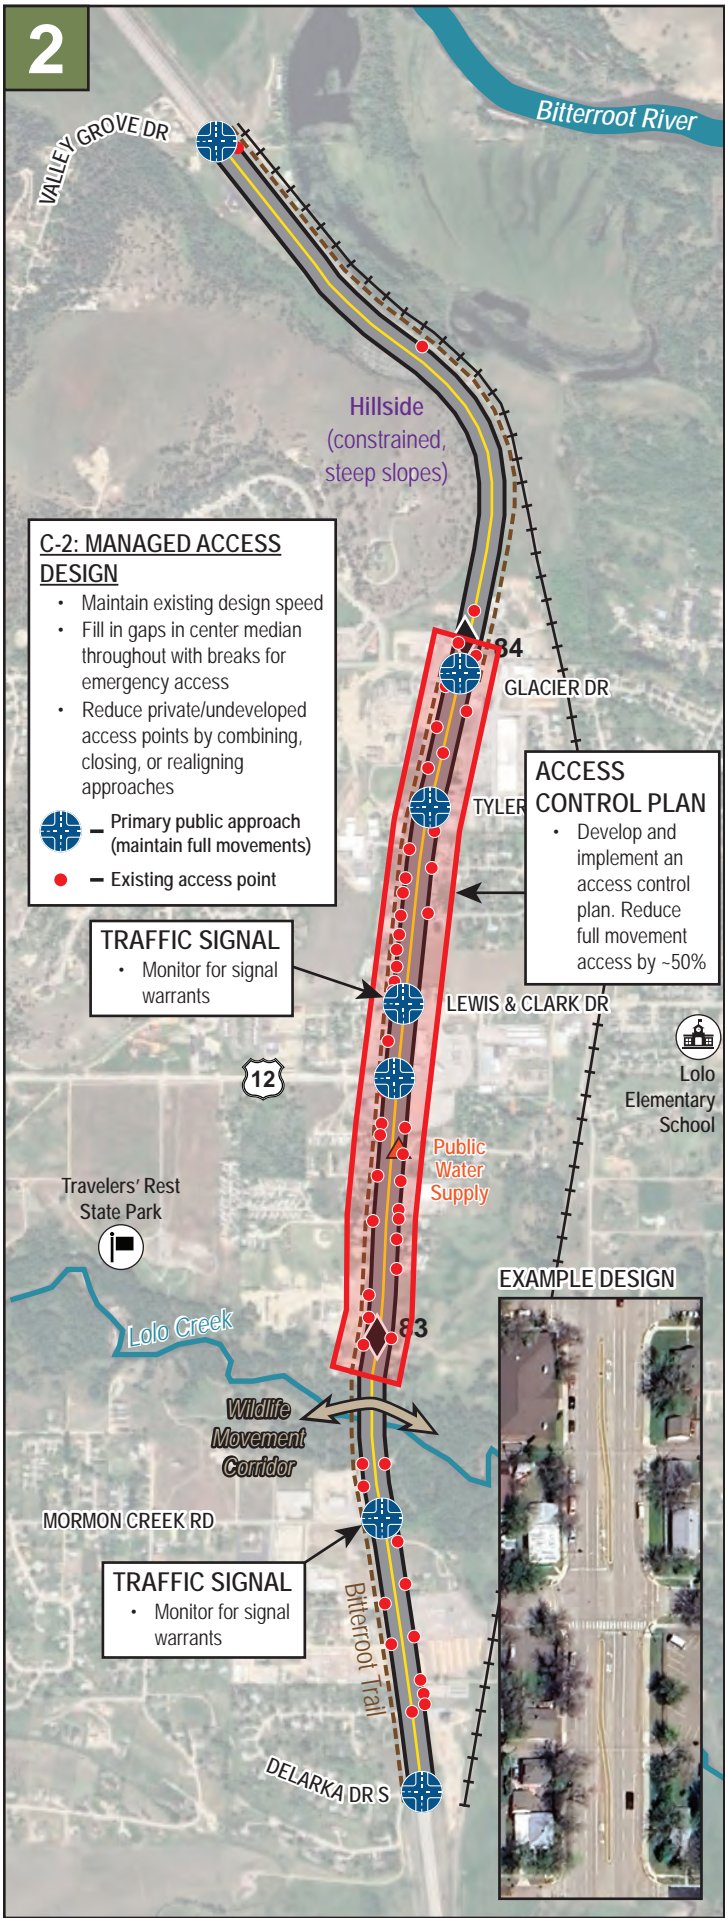 2
Bitterroot River
VALLEY GROVE DR
Hillside
(constrained,
steep slopes)
C-2: MANAGED ACCESS
DESIGN
• Maintain existing design speed
• Fill in gaps in center median
throughout with breaks for
emergency access
• Reduce private/undeveloped
access points by combining,
closing, or realigning
approaches
– Primary public approach
(maintain full movements)
– Existing access point
84
GLACIER DR
TYLER
ACCESS
CONTROL PLAN
• Develop and
implement an
access control
plan. Reduce
full movement
access by ~50%
TRAFFIC SIGNAL
• Monitor for signal
warrants
LEWIS & CLARK DR
12
Lolo
Elementary
School
Public
Water
Supply
Travelers' Rest
State Park
EXAMPLE DESIGN
Lolo Creek
83
Wildlife
Movement
Corridor
MORMON CREEK RD
TRAFFIC SIGNAL
• Monitor for signal
warrants
Bitterroot Trail
DELARKA DR S